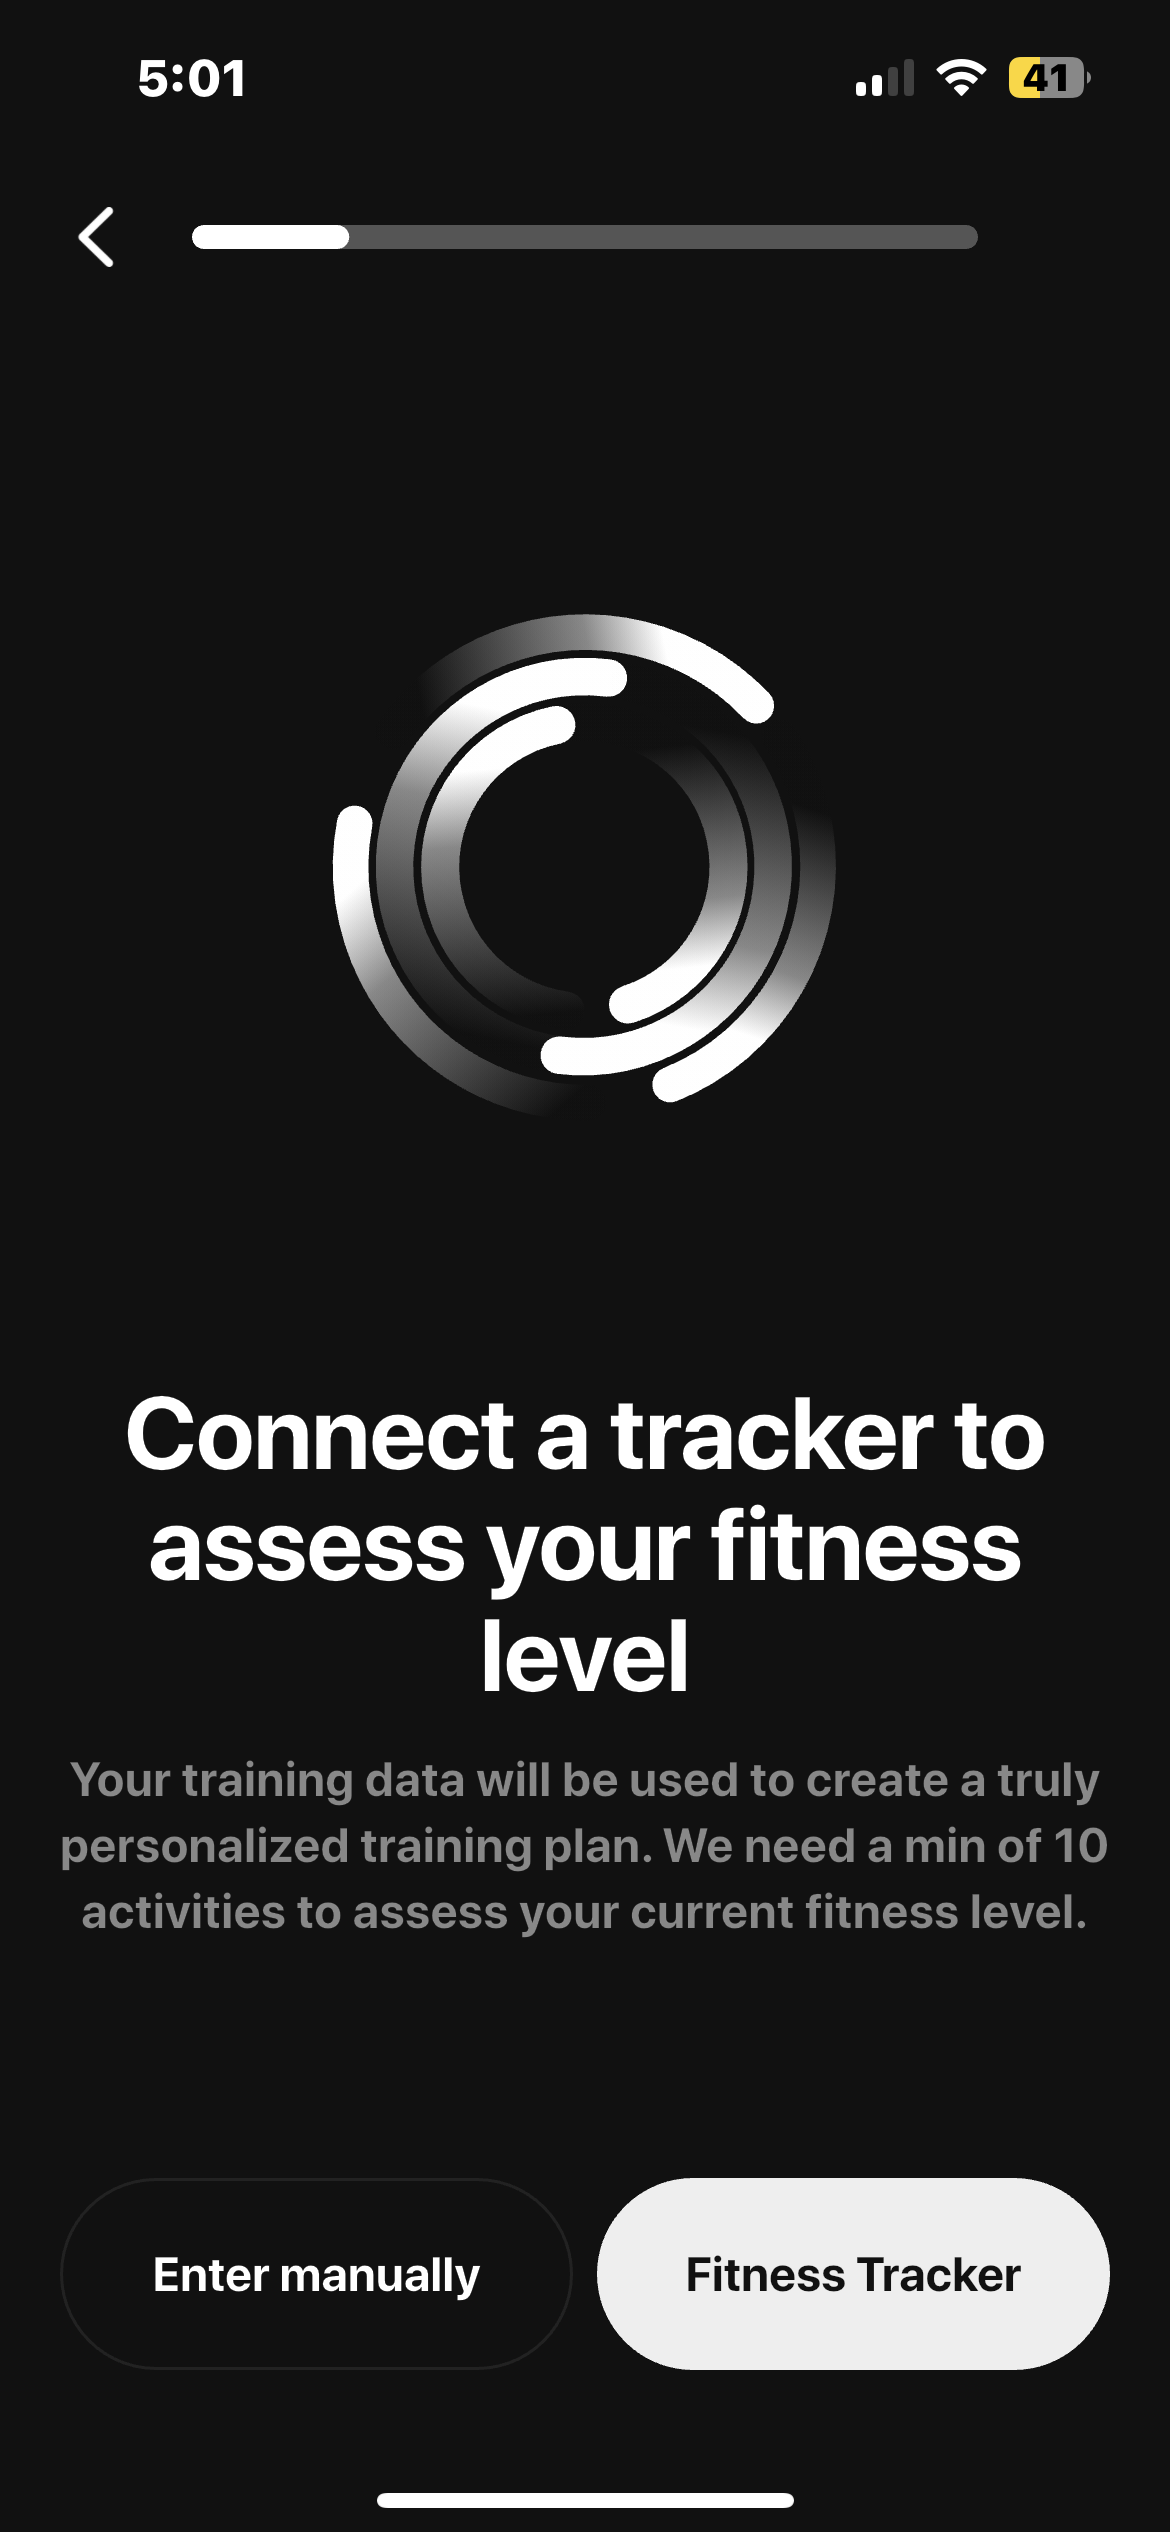 5:01
41
Connect a tracker to
assess your fitness
level
Your training data will be used to create a truly
personalized training plan. We need a min of 10
activities to assess your current fitness level.
Enter manually
Fitness Tracker